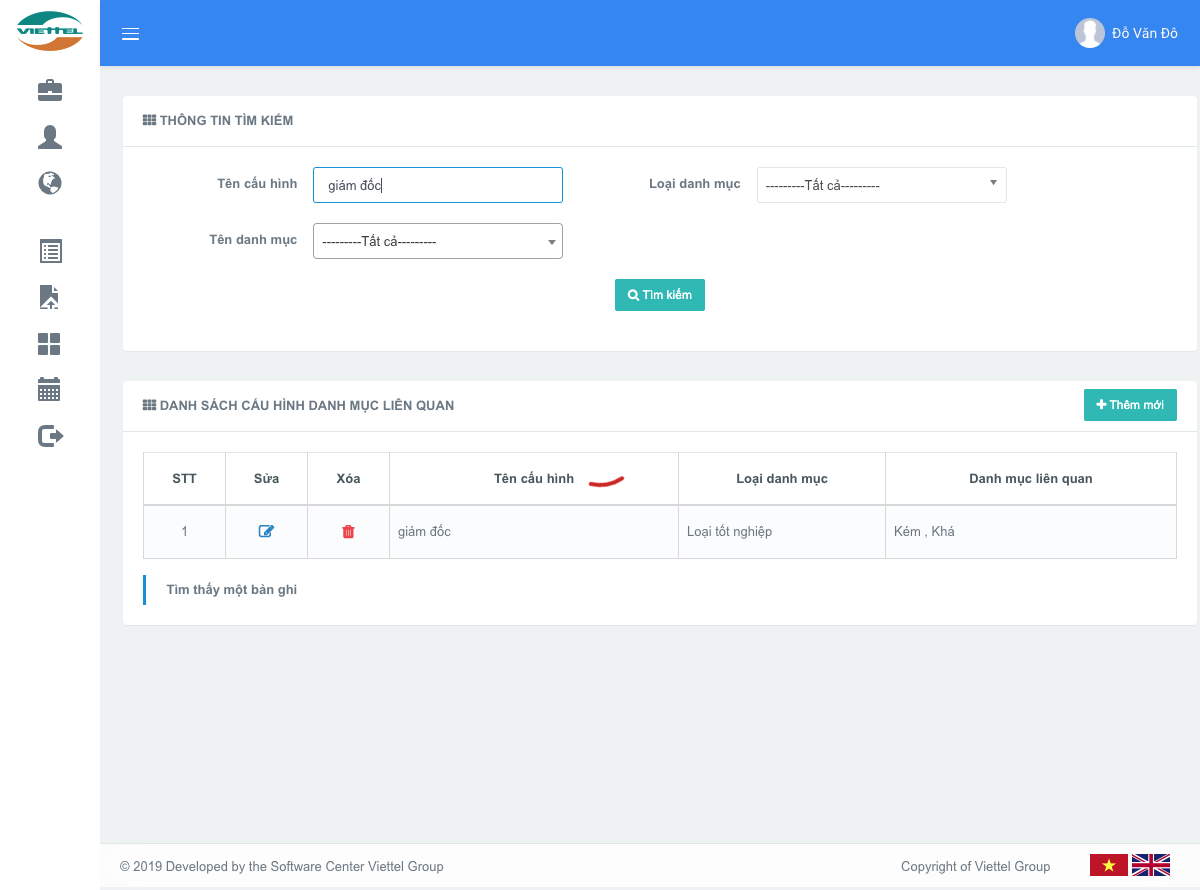 VIETTEL
Đỗ Văn Đô
THÔNG TIN TÌM KIẾM
Tên cấu hình
giám đốc
Loại danh mục
---------Tất cả---------
Tên danh mục
---------Tất cả---------
Tìm kiếm
DANH SÁCH CẤU HÌNH DANH MỤC LIÊN QUAN
Thêm mới
STT Sửa Xóa Tên cấu hình Loại danh mục Danh mục liên quan
1 giám đốc Loại tốt nghiệp Kém , Khá
Tìm thấy một bản ghi
© 2019 Developed by the Software Center Viettel Group
Copyright of Viettel Group